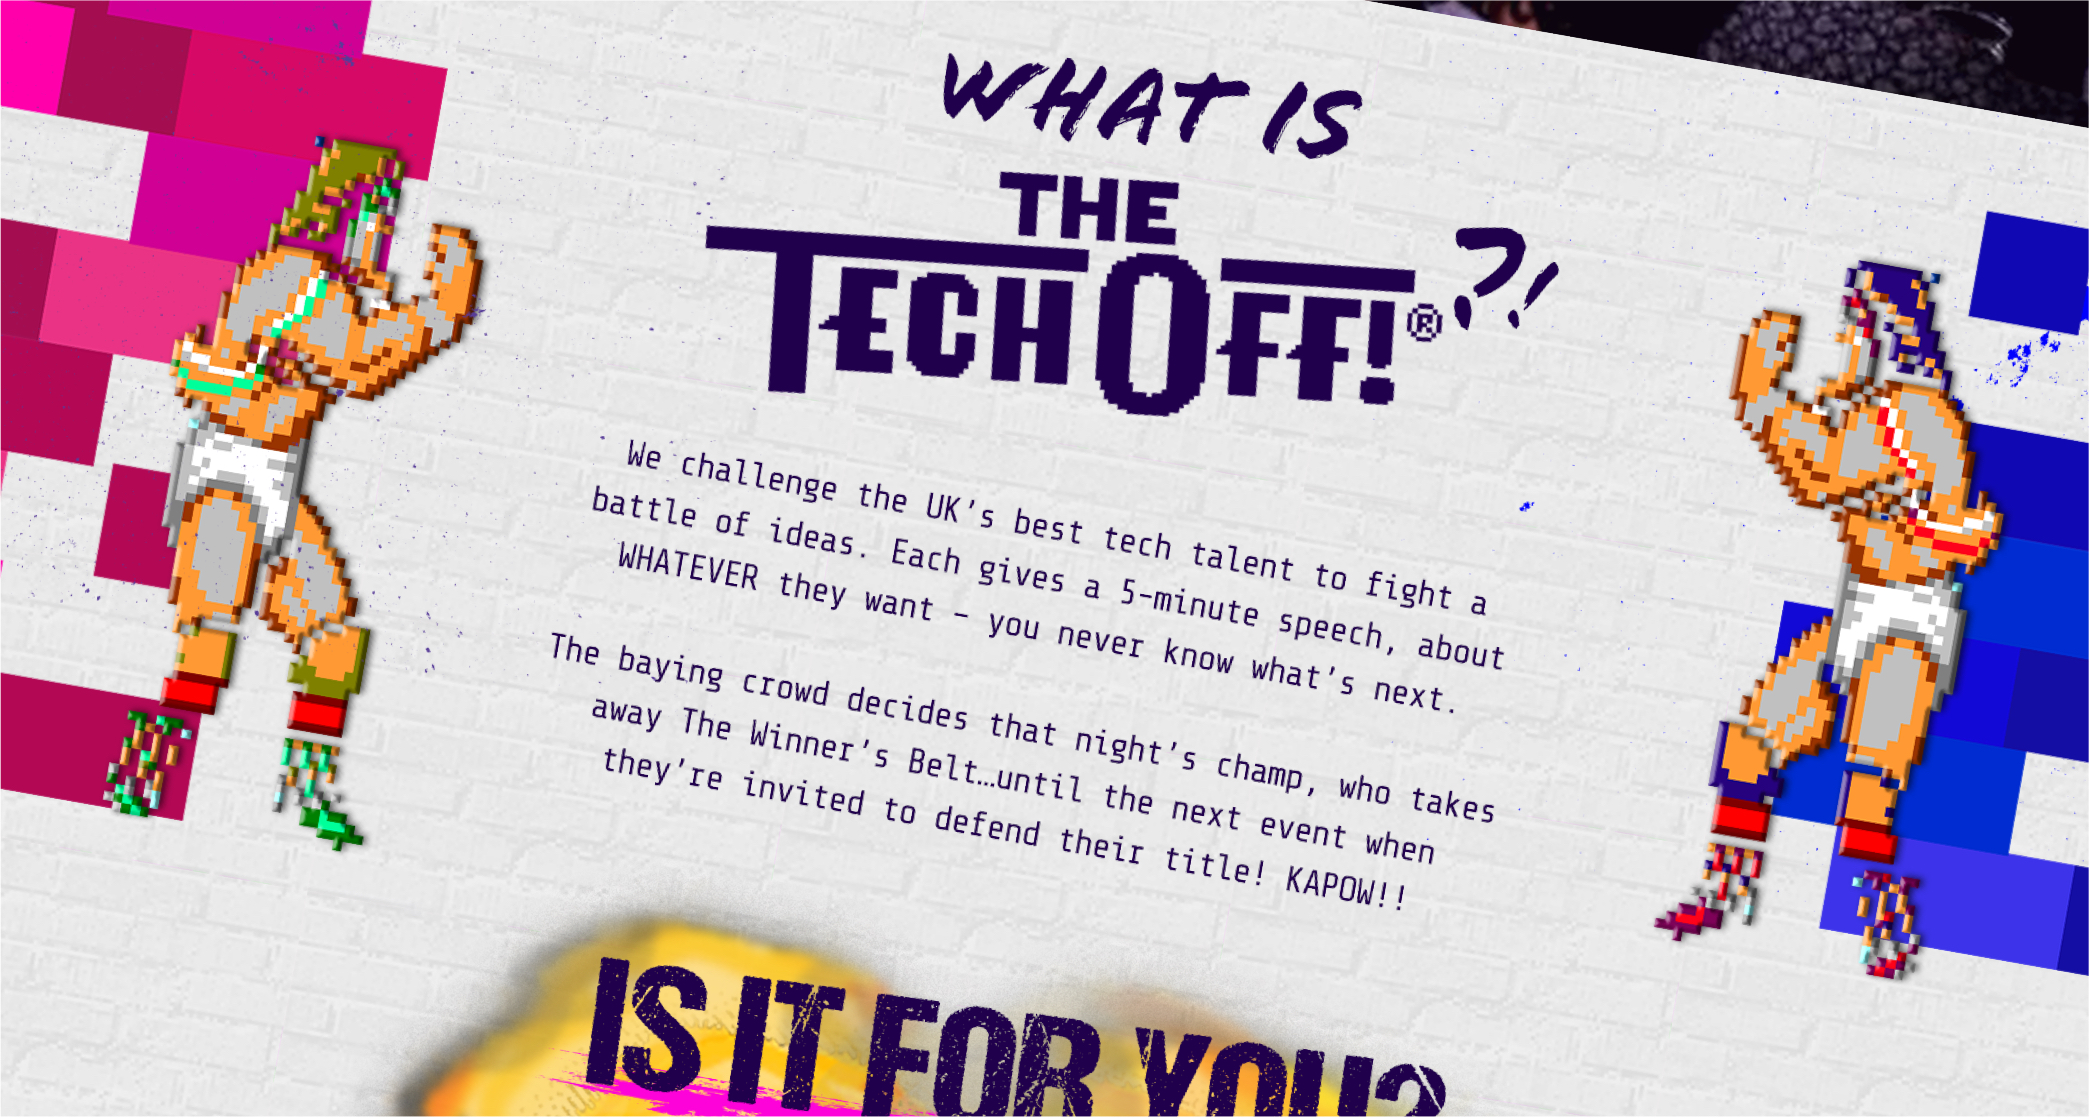 WHAT IS
THE
TECH OFF!® ?!
We challenge the UK's best tech talent to fight a
battle of ideas. Each gives a 5-minute speech, about
WHATEVER they want – you never know what's next.
The baying crowd decides that night's champ, who takes
away The Winner's Belt…until the next event when
they're invited to defend their title! KAPOW!!
IS IT FOR YOU?